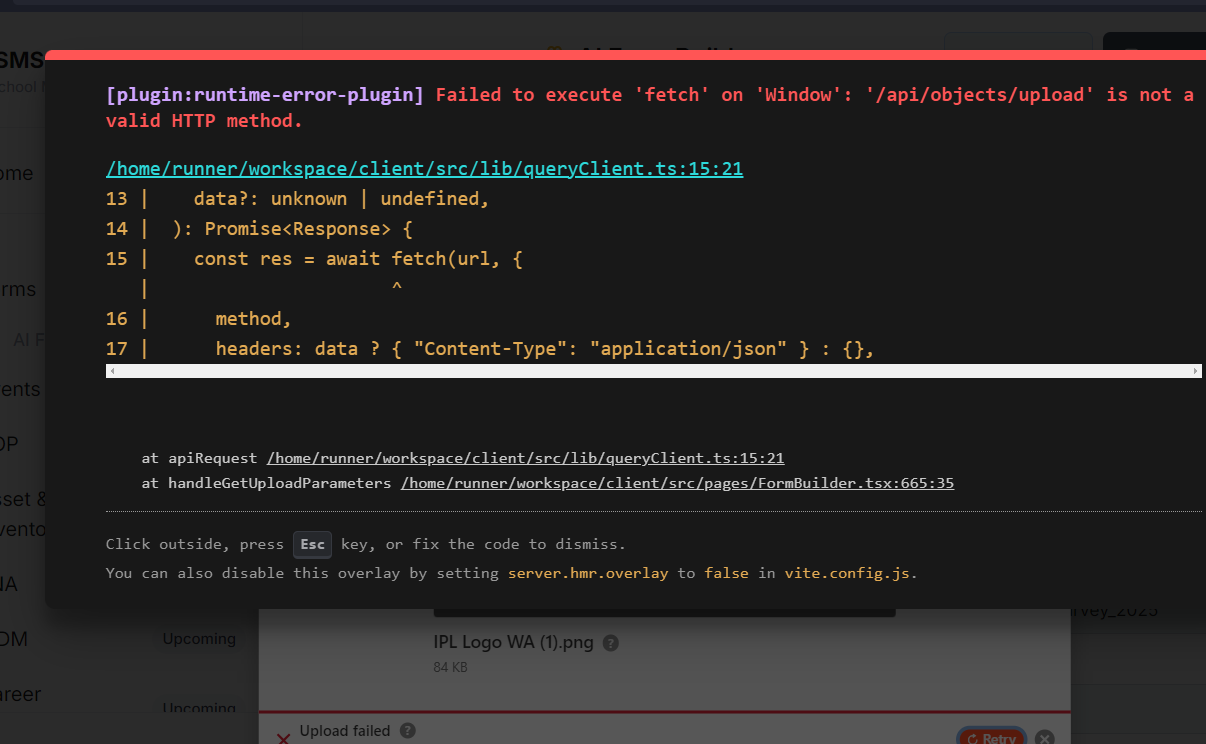 SMS
[plugin:runtime-error-plugin] Failed to execute 'fetch' on 'Window': '/api/objects/upload' is not a
valid HTTP method.
/home/runner/workspace/client/src/lib/queryClient.ts:15:21
13 |    data?: unknown | undefined,
14 |  ): Promise<Response> {
15 |    const res = await fetch(url, {
   |                      ^
16 |      method,
17 |      headers: data ? { "Content-Type": "application/json" } : {},
at apiRequest /home/runner/workspace/client/src/lib/queryClient.ts:15:21
at handleGetUploadParameters /home/runner/workspace/client/src/pages/FormBuilder.tsx:665:35
Click outside, press Esc key, or fix the code to dismiss.
You can also disable this overlay by setting server.hmr.overlay to false in vite.config.js.
ome
rms
AI F
ents
OP
sset &
vento
NA
DM
Upcoming
areer
Upcoming
rvey_2025
IPL Logo WA (1).png ?
84 KB
Upload failed ?
Retry